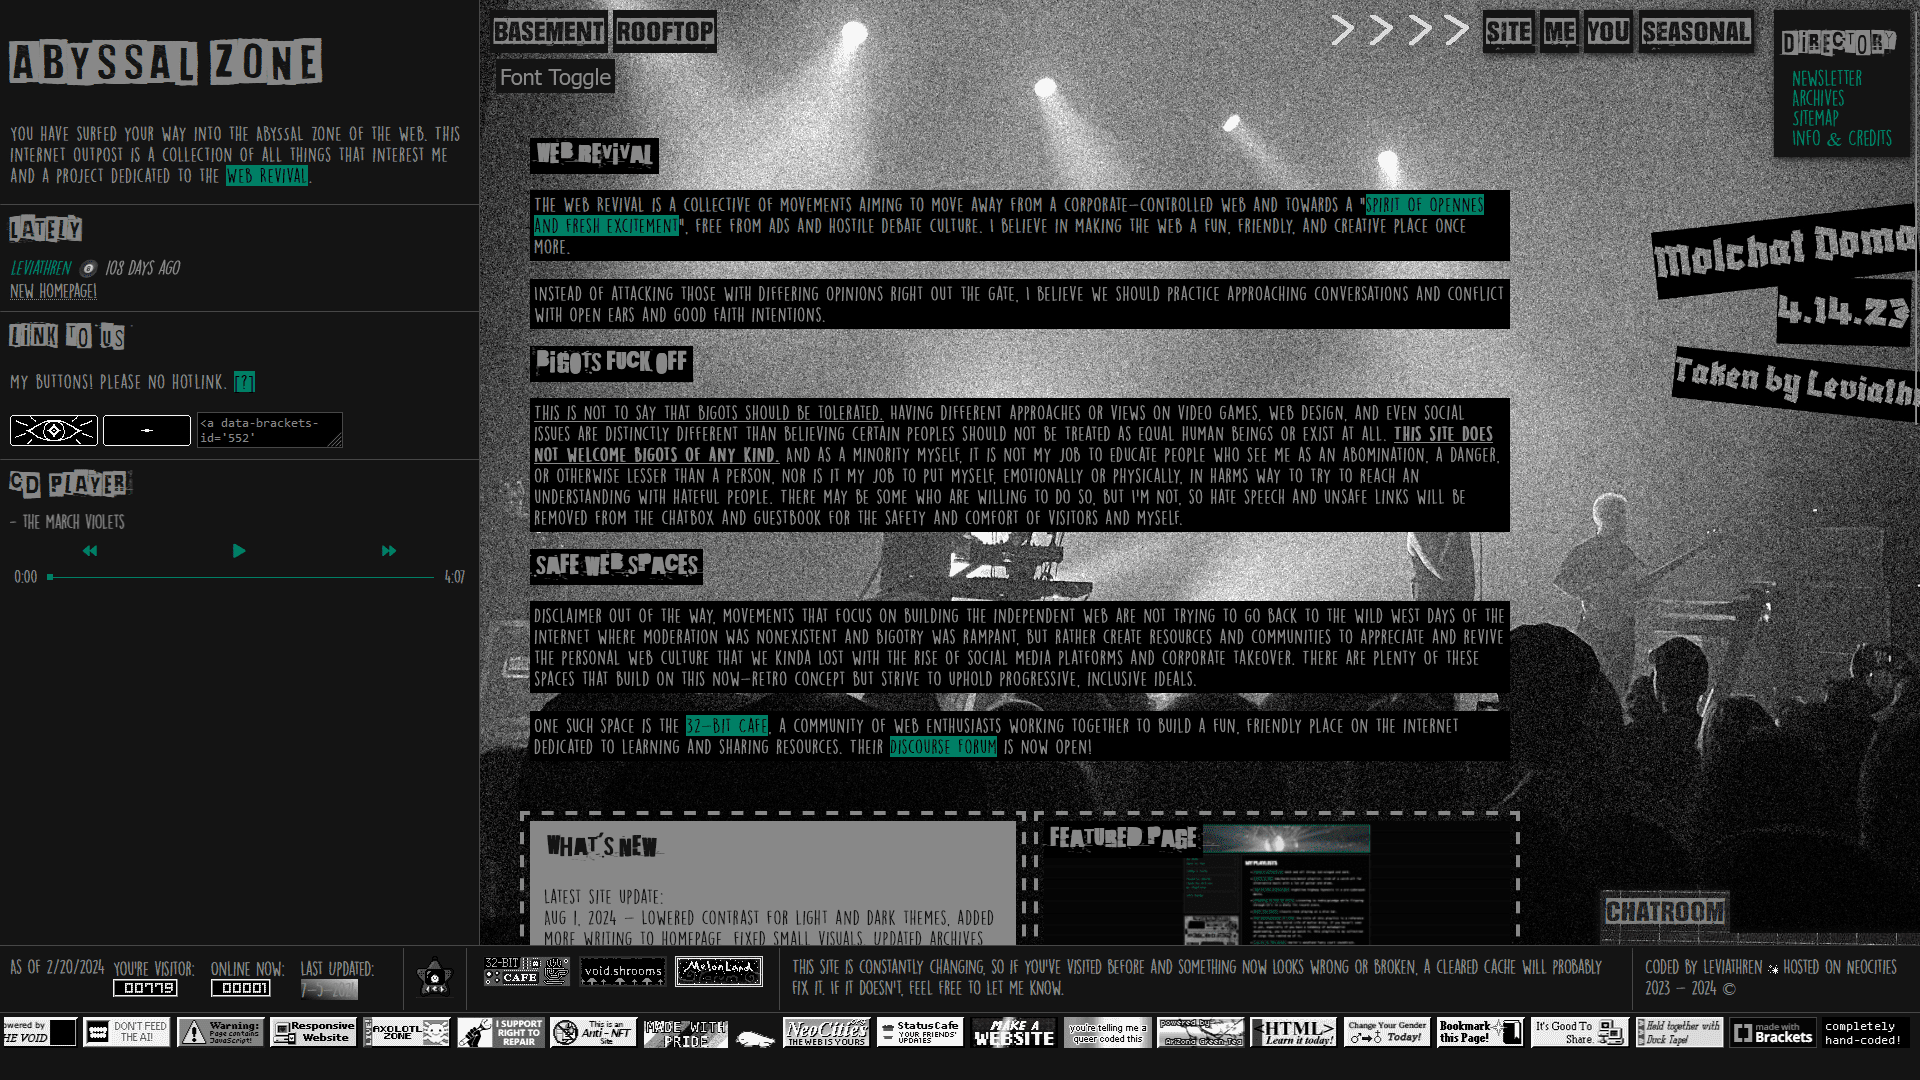 ABYSSAL ZONE
YOU HAVE SURFED YOUR WAY INTO THE ABYSSAL ZONE OF THE WEB. THIS
INTERNET OUTPOST IS A COLLECTION OF ALL THINGS THAT INTEREST ME
AND A PROJECT DEDICATED TO THE WEB REVIVAL.
LATELY
LEVIATHREN 108 DAYS AGO
NEW HOMEPAGE!
LINK TO US
MY BUTTONS! PLEASE NO HOTLINK. [?]
<a data-brackets-
id='552'
CD PLAYER
- THE MARCH VIOLETS
0:00 4:07
BASEMENT ROOFTOP
Font Toggle
> > > > SITE ME YOU SEASONAL
DIRECTORY
NEWSLETTER
ARCHIVES
SITEMAP
INFO & CREDITS
WEB REVIVAL
THE WEB REVIVAL IS A COLLECTIVE OF MOVEMENTS AIMING TO MOVE AWAY FROM A CORPORATE-CONTROLLED WEB AND TOWARDS A "SPIRIT OF OPENNES
AND FRESH EXCITEMENT", FREE FROM ADS AND HOSTILE DEBATE CULTURE. I BELIEVE IN MAKING THE WEB A FUN, FRIENDLY, AND CREATIVE PLACE ONCE
MORE.
INSTEAD OF ATTACKING THOSE WITH DIFFERING OPINIONS RIGHT OUT THE GATE, I BELIEVE WE SHOULD PRACTICE APPROACHING CONVERSATIONS AND CONFLICT
WITH OPEN EARS AND GOOD FAITH INTENTIONS.
BIGOTS FUCK OFF
THIS IS NOT TO SAY THAT BIGOTS SHOULD BE TOLERATED. HAVING DIFFERENT APPROACHES OR VIEWS ON VIDEO GAMES, WEB DESIGN, AND EVEN SOCIAL
ISSUES ARE DISTINCTLY DIFFERENT THAN BELIEVING CERTAIN PEOPLES SHOULD NOT BE TREATED AS EQUAL HUMAN BEINGS OR EXIST AT ALL. THIS SITE DOES
NOT WELCOME BIGOTS OF ANY KIND. AND AS A MINORITY MYSELF, IT IS NOT MY JOB TO EDUCATE PEOPLE WHO SEE ME AS AN ABOMINATION, A DANGER,
OR OTHERWISE LESSER THAN A PERSON, NOR IS IT MY JOB TO PUT MYSELF, EMOTIONALLY OR PHYSICALLY, IN HARMS WAY TO TRY TO REACH AN
UNDERSTANDING WITH HATEFUL PEOPLE. THERE MAY BE SOME WHO ARE WILLING TO DO SO, BUT I'M NOT, SO HATE SPEECH AND UNSAFE LINKS WILL BE
REMOVED FROM THE CHATBOX AND GUESTBOOK FOR THE SAFETY AND COMFORT OF VISITORS AND MYSELF.
SAFE WEB SPACES
DISCLAIMER OUT OF THE WAY, MOVEMENTS THAT FOCUS ON BUILDING THE INDEPENDENT WEB ARE NOT TRYING TO GO BACK TO THE WILD WEST DAYS OF THE
INTERNET WHERE MODERATION WAS NONEXISTENT AND BIGOTRY WAS RAMPANT, BUT RATHER CREATE RESOURCES AND COMMUNITIES TO APPRECIATE AND REVIVE
THE PERSONAL WEB CULTURE THAT WE KINDA LOST WITH THE RISE OF SOCIAL MEDIA PLATFORMS AND CORPORATE TAKEOVER. THERE ARE PLENTY OF THESE
SPACES THAT BUILD ON THIS NOW-RETRO CONCEPT BUT STRIVE TO UPHOLD PROGRESSIVE, INCLUSIVE IDEALS.
ONE SUCH SPACE IS THE 32-BIT CAFE, A COMMUNITY OF WEB ENTHUSIASTS WORKING TOGETHER TO BUILD A FUN, FRIENDLY PLACE ON THE INTERNET
DEDICATED TO LEARNING AND SHARING RESOURCES. THEIR DISCOURSE FORUM IS NOW OPEN!
Molchat Doma
4.14.23
Taken by Leviathr
WHAT'S NEW
LATEST SITE UPDATE:
AUG 1, 2024 - LOWERED CONTRAST FOR LIGHT AND DARK THEMES, ADDED
MORE WRITING TO HOMEPAGE, FIXED SMALL VISUALS, UPDATED ARCHIVES
FEATURED PAGE
MY PLAYLISTS
CHATROOM
AS OF 2/20/2024
YOU'RE VISITOR:
00779
ONLINE NOW:
00001
LAST UPDATED:
32-BIT
CAFE
void.shrooms
MelonLand
THIS SITE IS CONSTANTLY CHANGING, SO IF YOU'VE VISITED BEFORE AND SOMETHING NOW LOOKS WRONG OR BROKEN, A CLEARED CACHE WILL PROBABLY
FIX IT. IF IT DOESN'T, FEEL FREE TO LET ME KNOW.
CODED BY LEVIATHREN HOSTED ON NEOCITIES
2023 - 2024 ©
owered by
HE VOID
DON'T FEED
THE AI!
Warning:
Page contains
JavaScript!
Responsive
Website
AXOLOTL
ZONE
I SUPPORT
RIGHT TO
REPAIR
This is an
Anti-NFT
Site
MADE WITH
PRIDE
NeoCities
THE WEB IS YOURS
StatusCafe
YOUR FRIENDS'
UPDATES
MAKE A
WEBSITE
you're telling me a
queer coded this
powered by
AriZona Green Tea
<HTML>
Learn it today!
Change Your Gender
Today!
Bookmark
this Page!
It's Good To
Share.
Held together with
Duck Tape!
made with
Brackets
completely
hand-coded!